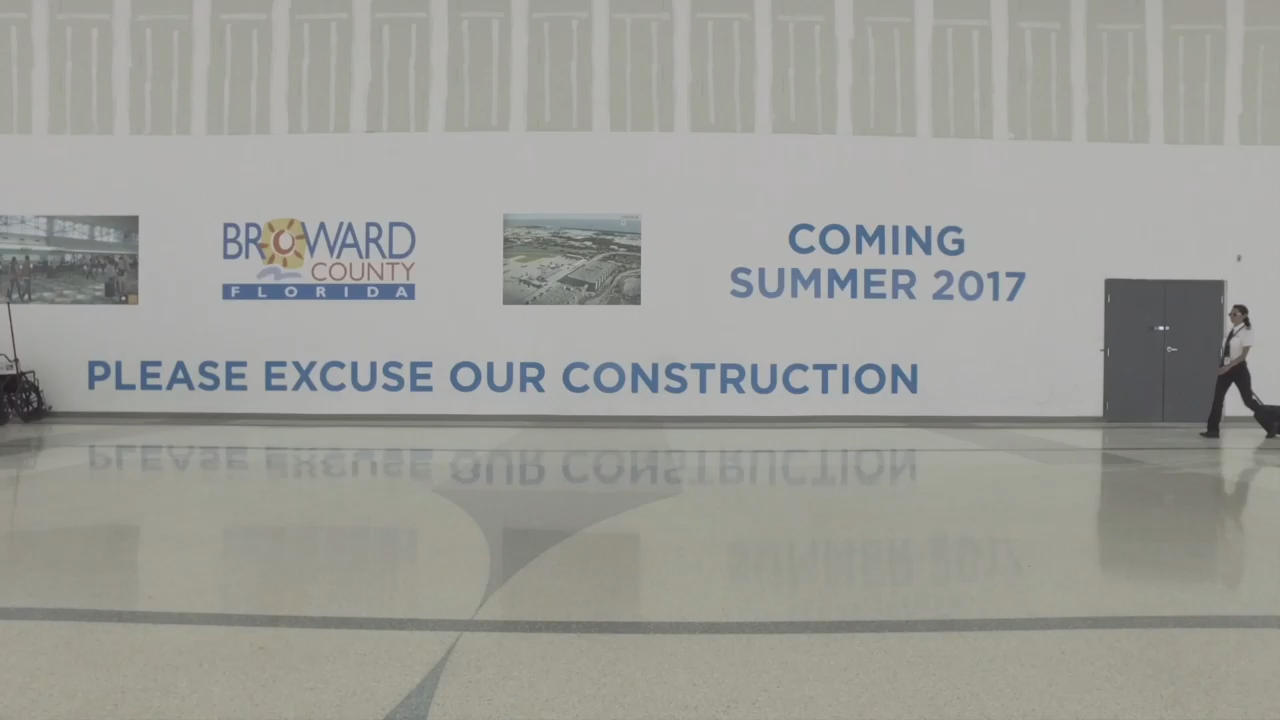 BROWARD
COUNTY
FLORIDA
COMING
SUMMER 2017
PLEASE EXCUSE OUR CONSTRUCTION